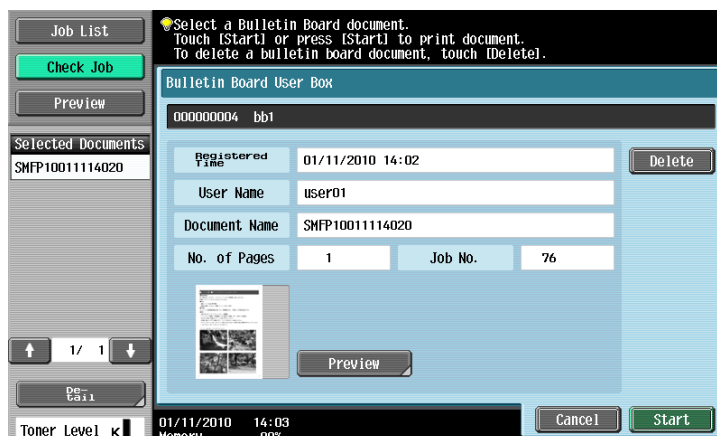 Job List
Check Job
Preview
Selected Documents
SMFP10011114020
1/ 1
De-
tail
Toner Level K
Select a Bulletin Board document.
Touch [Start] or press [Start] to print document.
To delete a bulletin board document, touch [Delete].
Bulletin Board User Box
000000004 bb1
Registered Time 01/11/2010 14:02
Delete
User Name user01
Document Name SMFP10011114020
No. of Pages 1 Job No. 76
Preview
01/11/2010 14:03
Memory
Cancel
Start